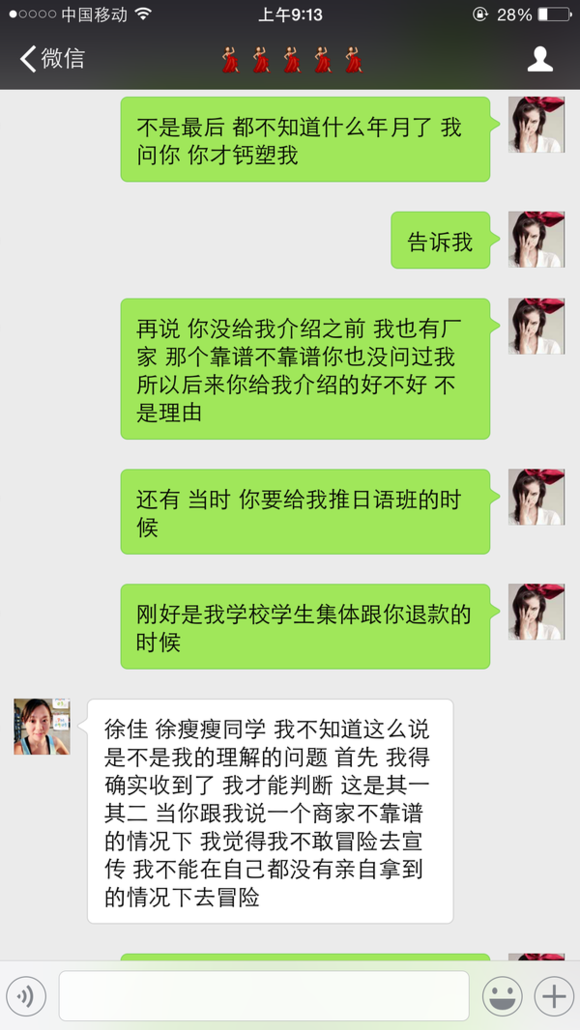 中国移动 上午9:13 28%
微信
不是最后 都不知道什么年月了 我
问你 你才钙塑我
告诉我
再说 你没给我介绍之前 我也有厂
家 那个靠谱不靠谱你也没问过我
所以后来你给我介绍的好不好 不
是理由
还有 当时 你要给我推日语班的时
候
刚好是我学校学生集体跟你退款的
时候
徐佳 徐瘦瘦同学 我不知道这么说
是不是我的理解的问题 首先 我得
确实收到了 我才能判断 这是其一
其二 当你跟我说一个商家不靠谱
的情况下 我觉得我不敢冒险去宣
传 我不能在自己都没有亲自拿到
的情况下去冒险